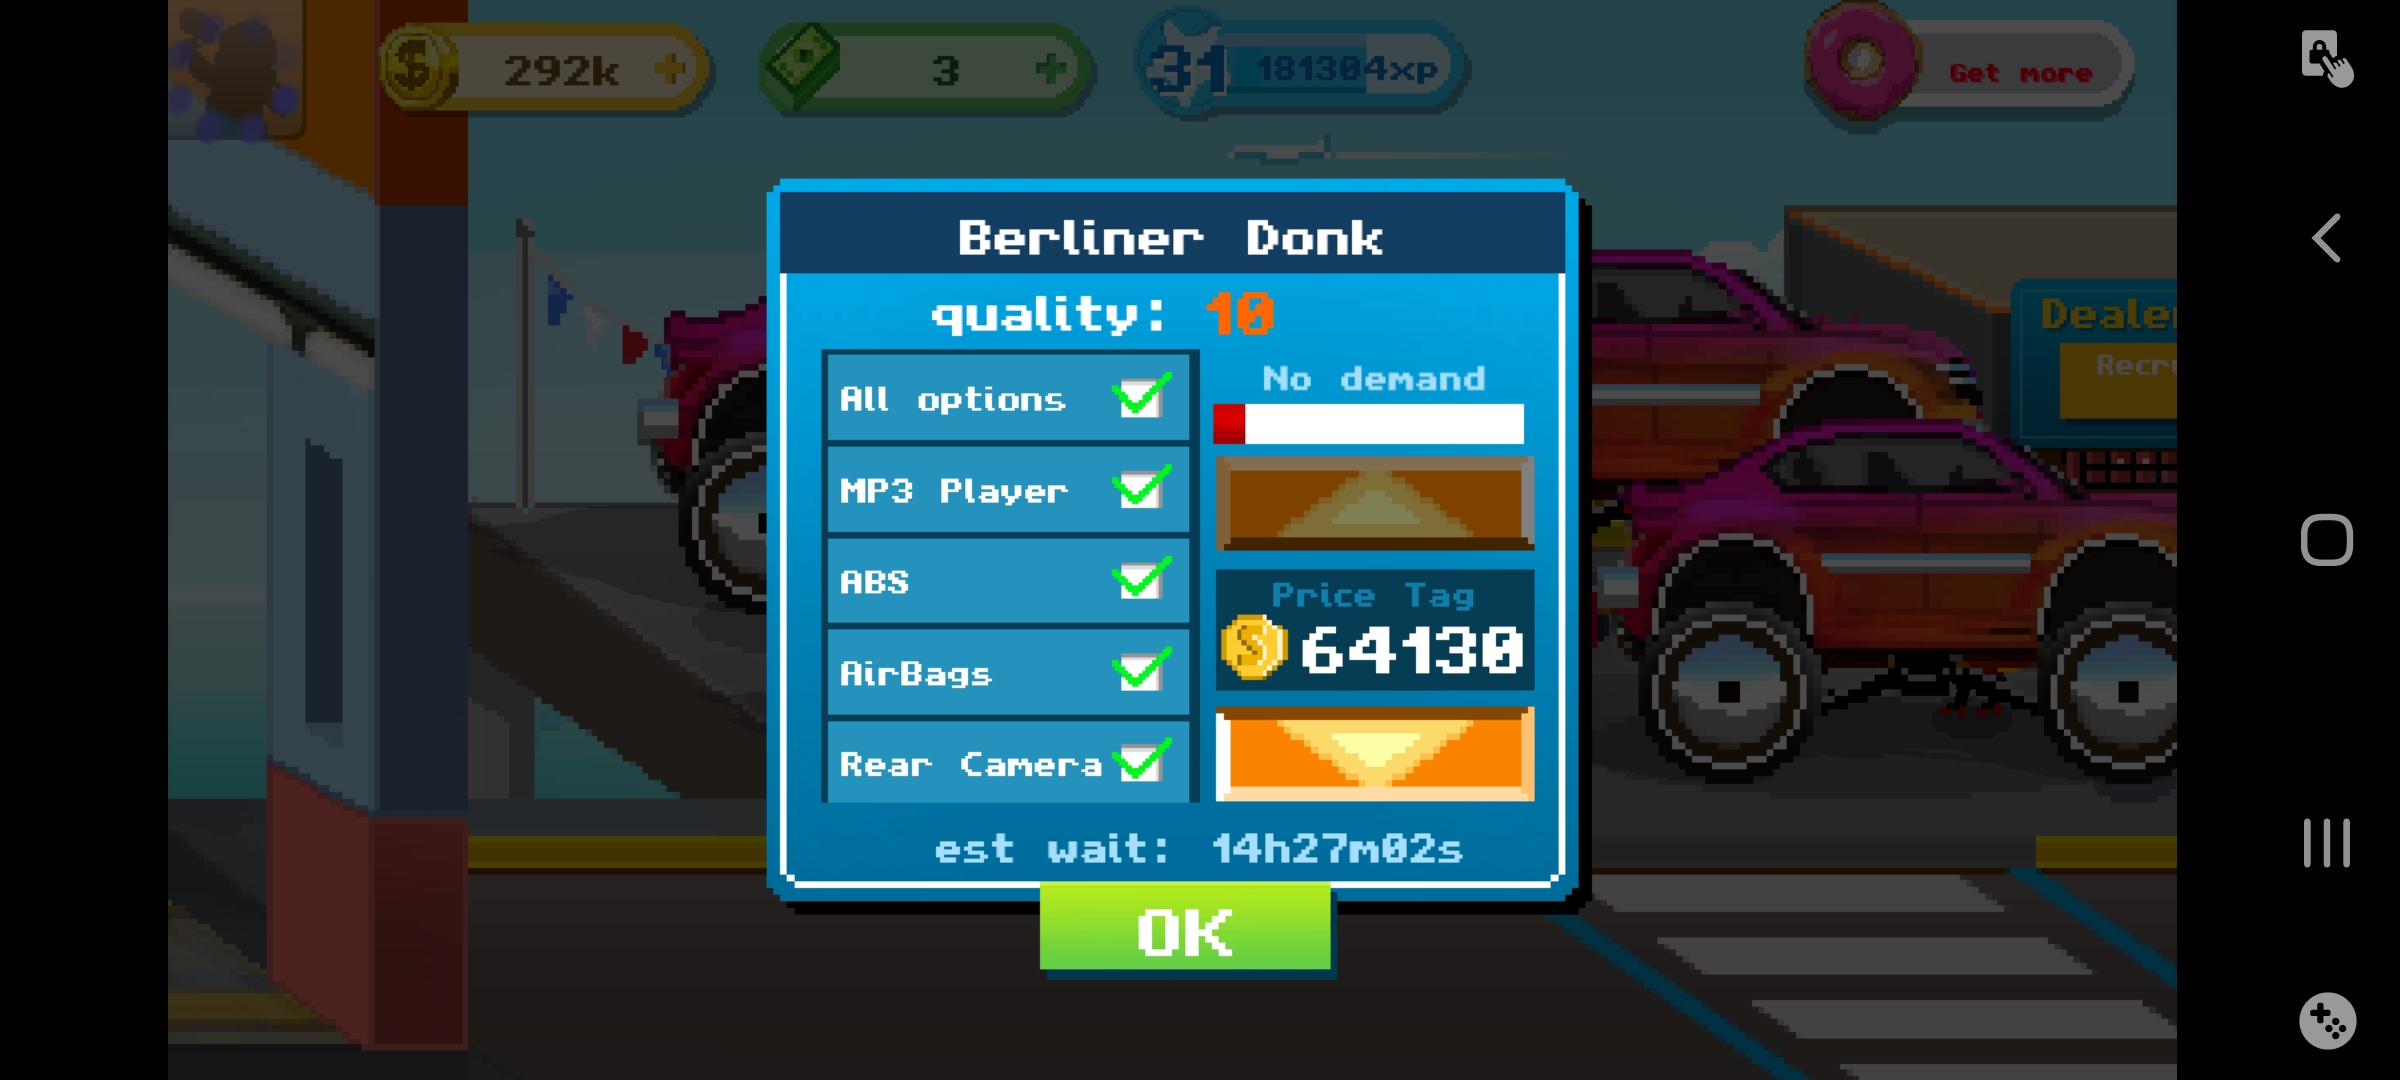 292k
3
31 181304xp
Get more
Berliner Donk
quality: 10
All options
MP3 Player
ABS
AirBags
Rear Camera
No demand
Price Tag
64130
est wait: 14h27m02s
OK